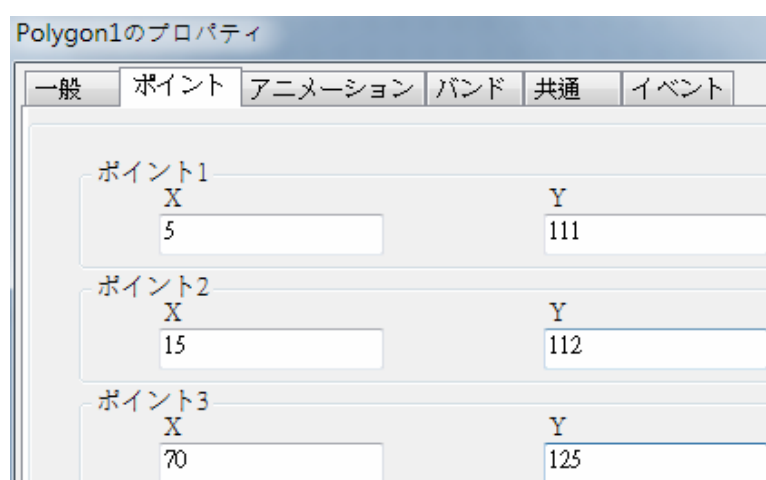 Polygon1のプロパティ
一般 ポイント アニメーション バンド 共通 イベント
ポイント1
X Y
5 111
ポイント2
X Y
15 112
ポイント3
X Y
70 125